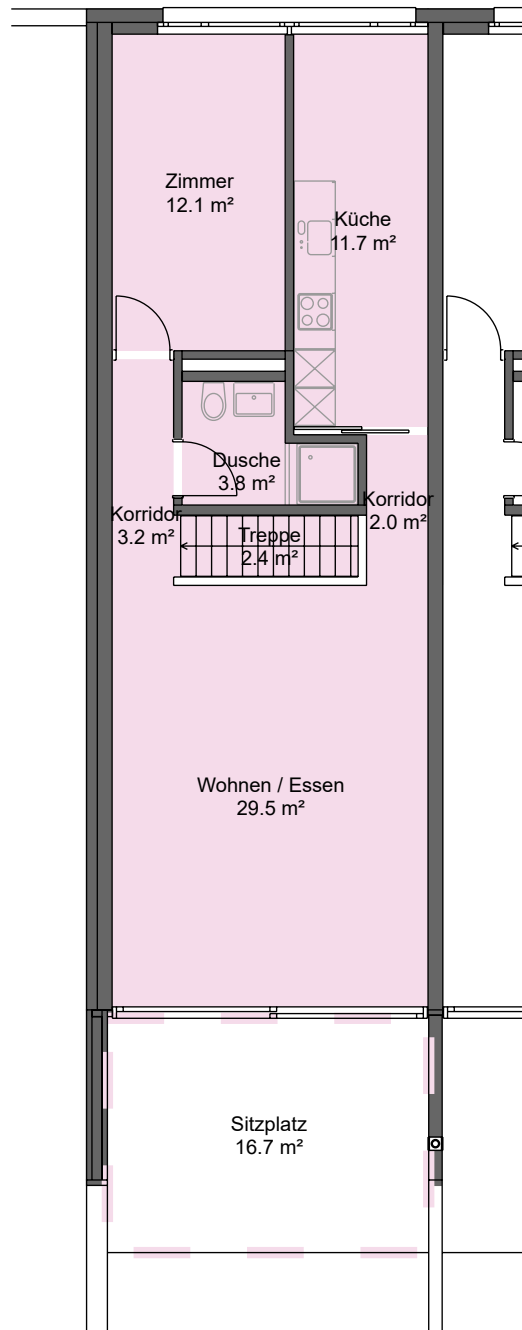 Zimmer
12.1 m²
Küche
11.7 m²
Dusche
3.8 m²
Korridor
3.2 m²
Korridor
2.0 m²
Treppe
2.4 m²
Wohnen / Essen
29.5 m²
Sitzplatz
16.7 m²